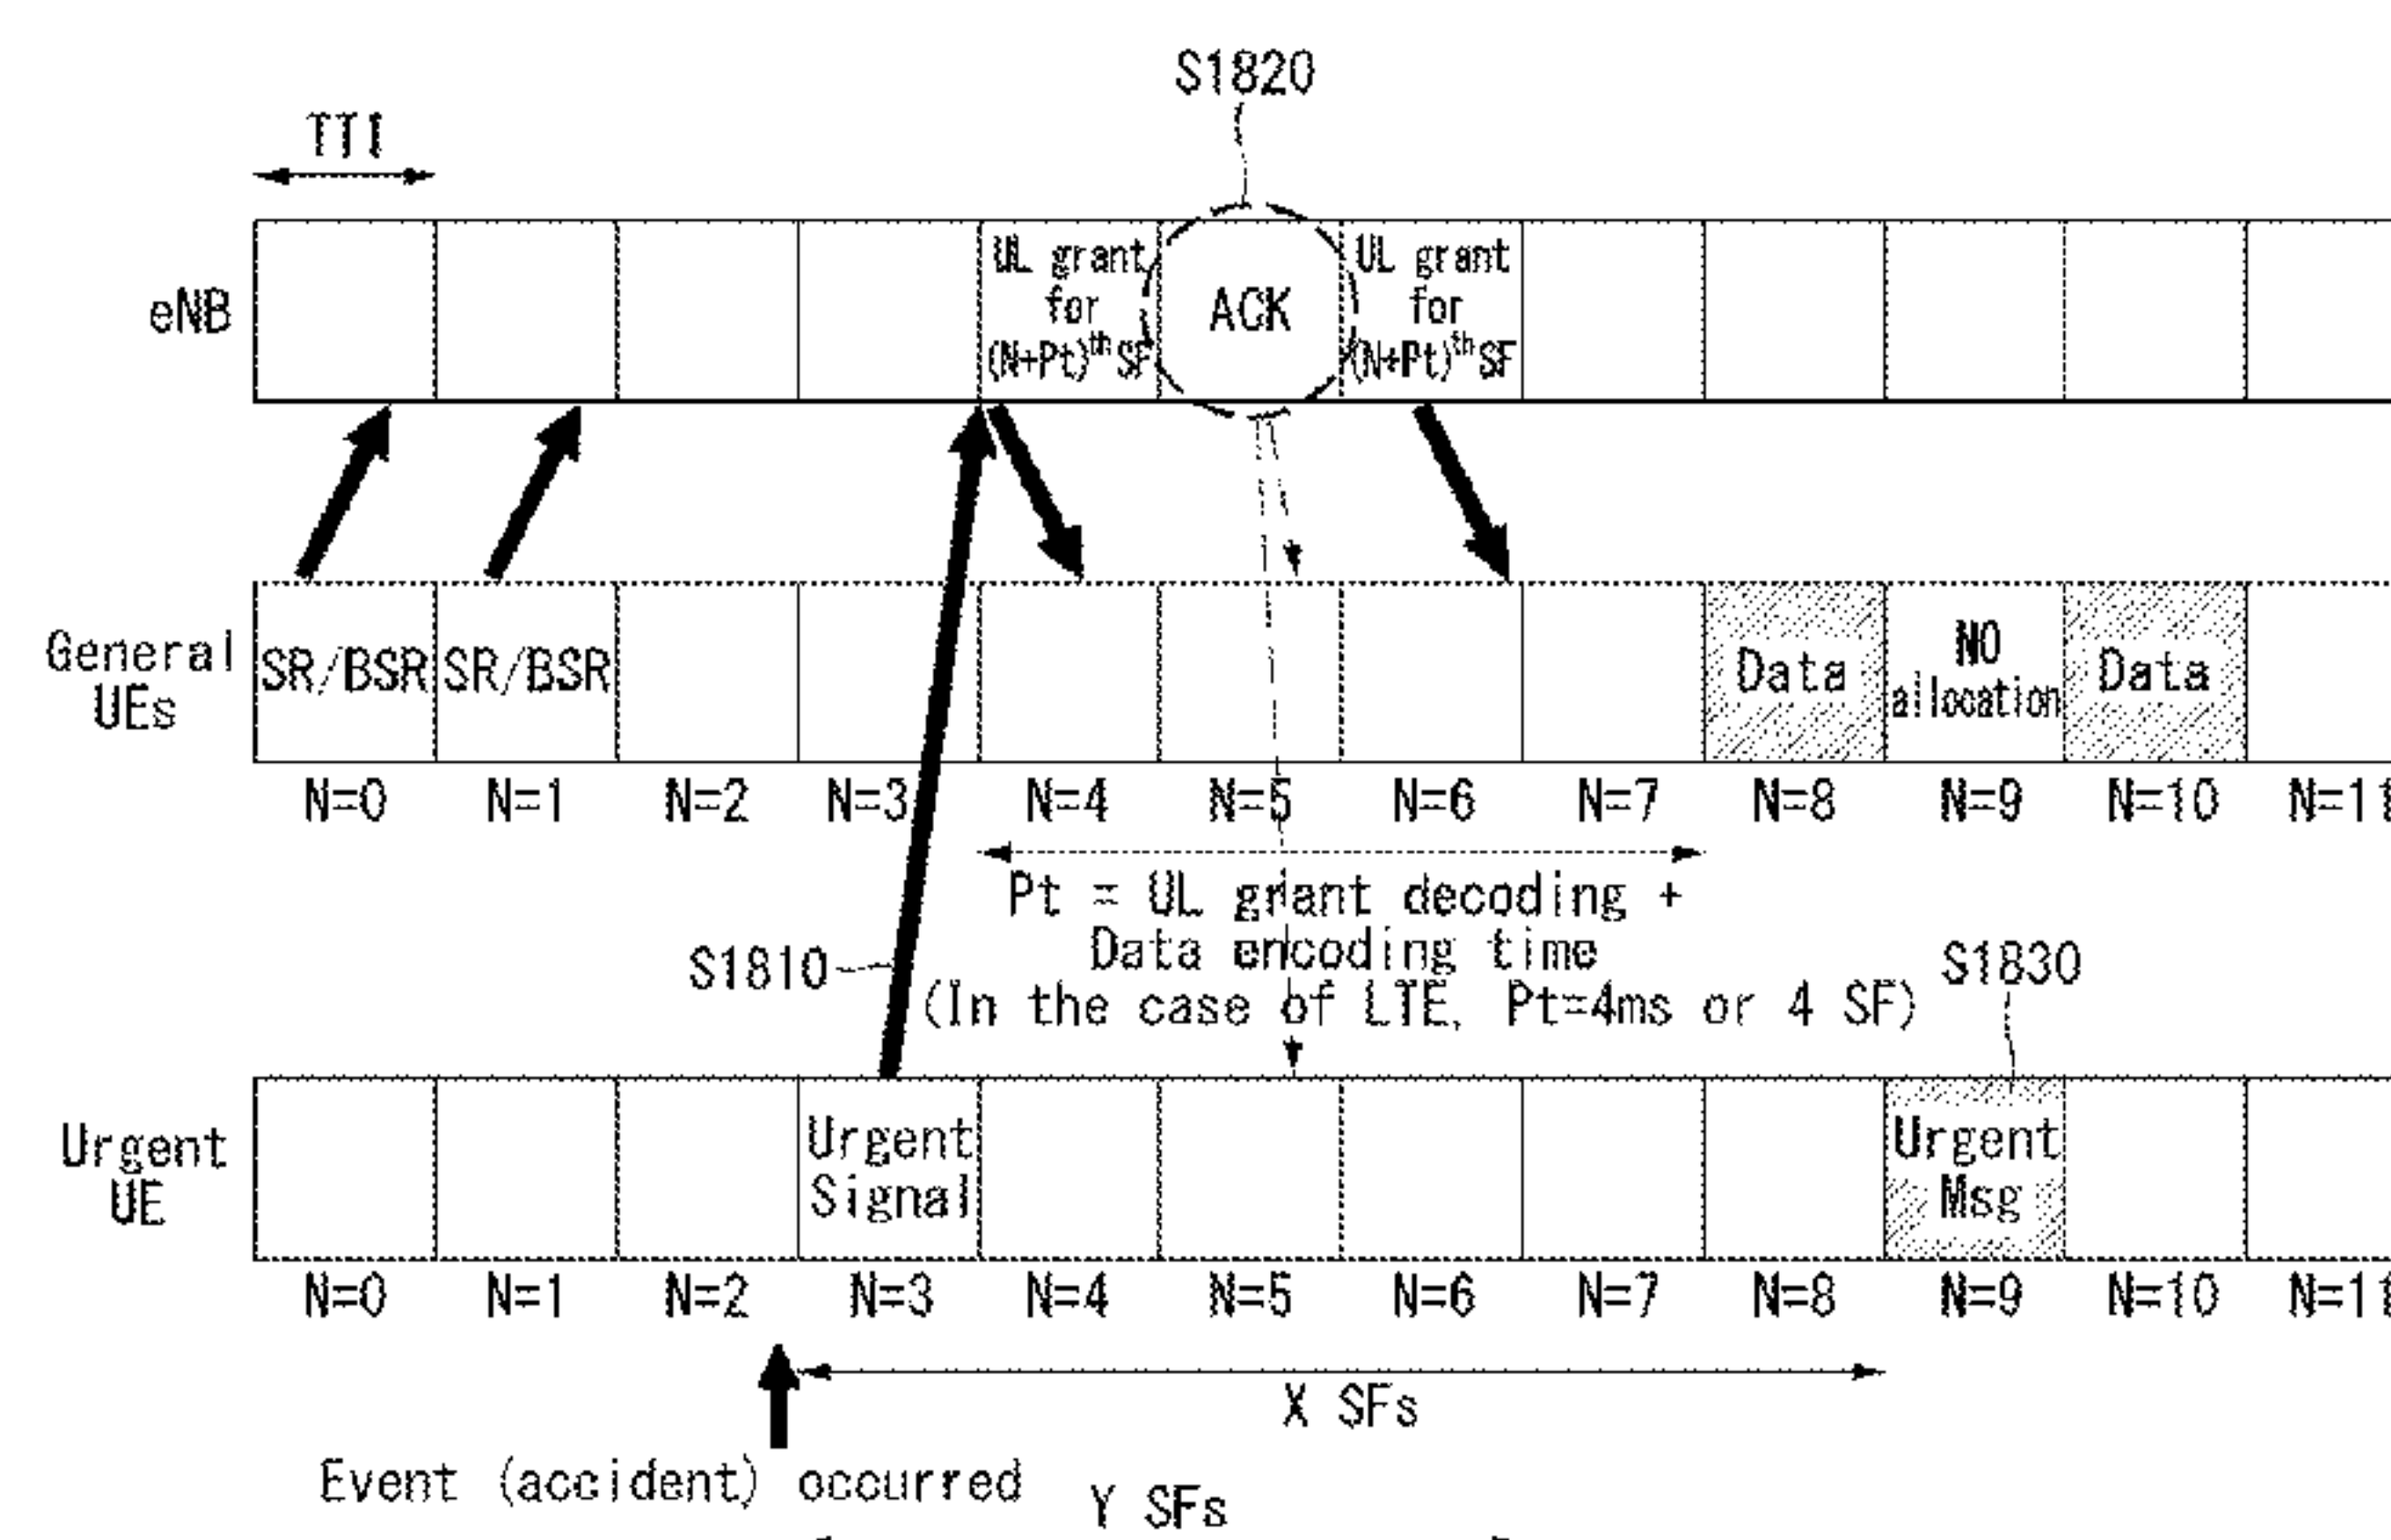 S1820
TTI
eNB
UL grant
for
(N+Pt)th SF
ACK
UL grant
for
(N+Pt)th SF
General
UEs
SR/BSR
SR/BSR
Data
NO
allocation
Data
N=0 N=1 N=2 N=3 N=4 N=5 N=6 N=7 N=8 N=9 N=10 N=11
Pt = UL grant decoding +
Data encoding time
(In the case of LTE, Pt=4ms or 4 SF)
S1810
S1830
Urgent
UE
Urgent
Signal
Urgent
Msg
N=0 N=1 N=2 N=3 N=4 N=5 N=6 N=7 N=8 N=9 N=10 N=11
X SFs
Event (accident) occurred
Y SFs